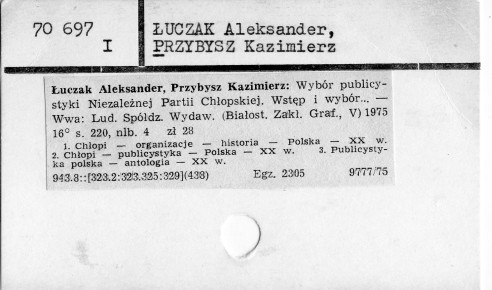 70 697
I
ŁUCZAK Aleksander,
PRZYBYSZ Kazimierz
Łuczak Aleksander, Przybysz Kazimierz: Wybór publicy-
styki Niezależnej Partii Chłopskiej. Wstęp i wybór... —
Wwa: Lud. Spółdz. Wydaw. (Białost. Zakł. Graf., V) 1975
16° s. 220, nlb. 4 zł 28
1. Chłopi — organizacje — historia — Polska — XX w.
2. Chłopi — publicystyka — Polska — XX w. 3. Publicysty-
ka polska — antologia — XX w.
943.8::[323.2:323.325:329](438) Egz. 2305 9777/75